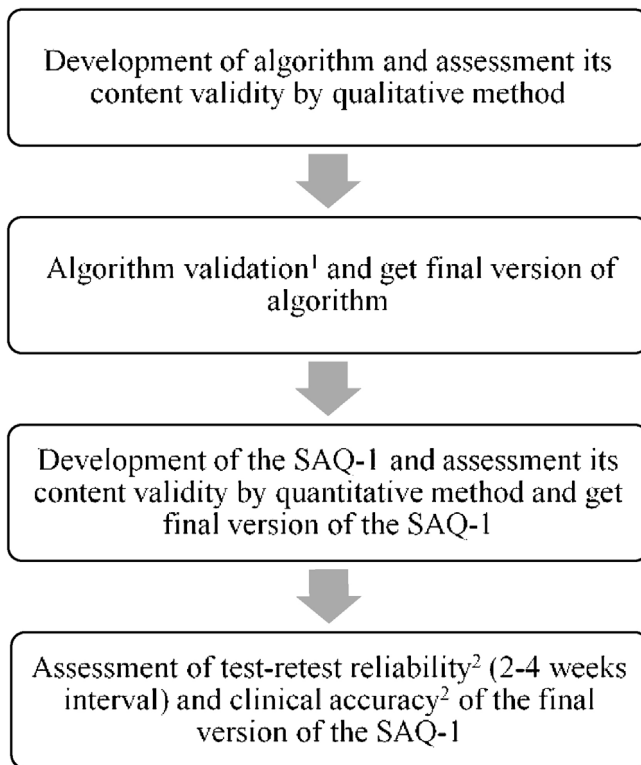 Development of algorithm and assessment its
content validity by qualitative method
Algorithm validation¹ and get final version of
algorithm
Development of the SAQ-1 and assessment its
content validity by quantitative method and get
final version of the SAQ-1
Assessment of test-retest reliability² (2-4 weeks
interval) and clinical accuracy² of the final
version of the SAQ-1